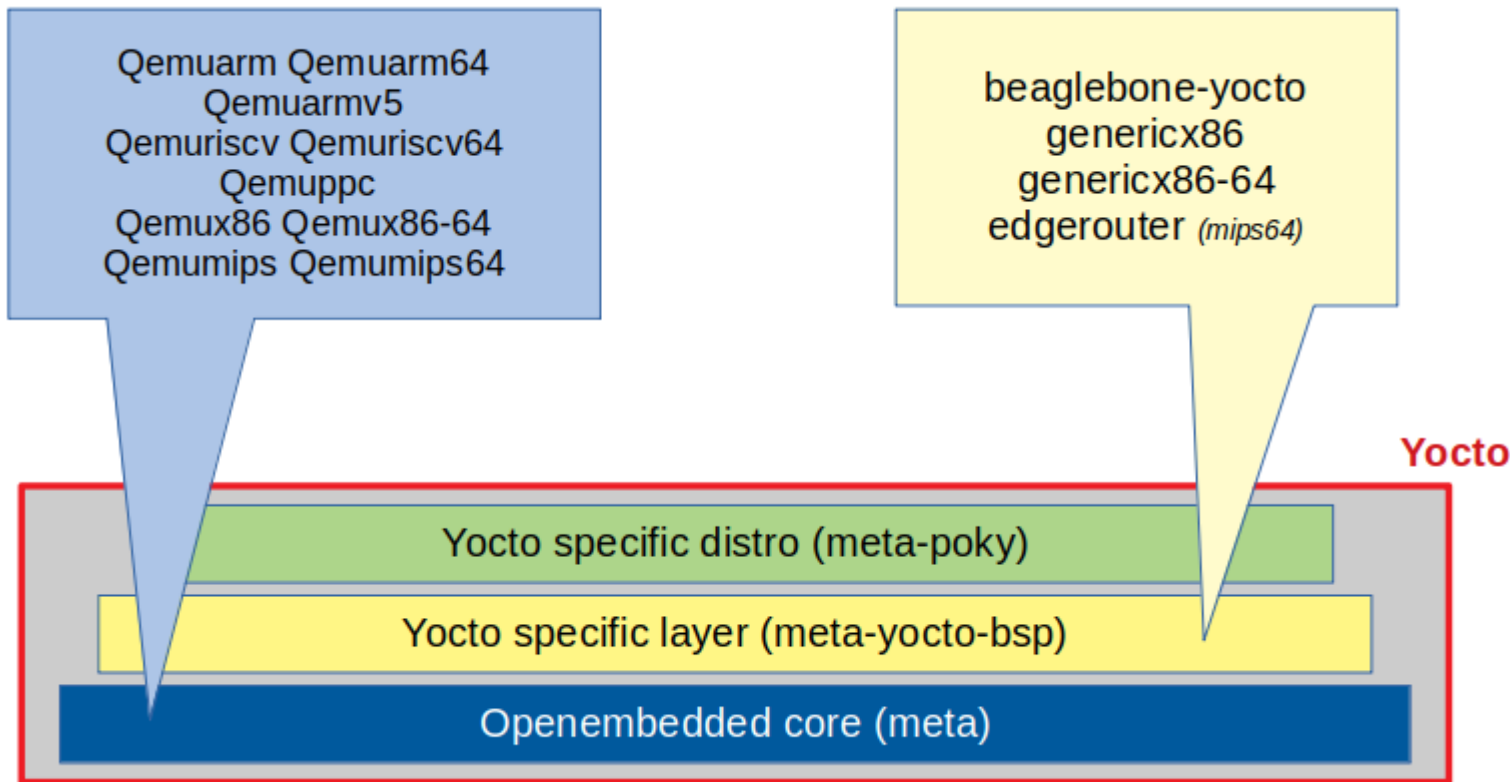 Qemuarm Qemuarm64
Qemuarmv5
Qemuriscv Qemuriscv64
Qemuppc
Qemux86 Qemux86-64
Qemumips Qemumips64
beaglebone-yocto
genericx86
genericx86-64
edgerouter (mips64)
Yocto
Yocto specific distro (meta-poky)
Yocto specific layer (meta-yocto-bsp)
Openembedded core (meta)